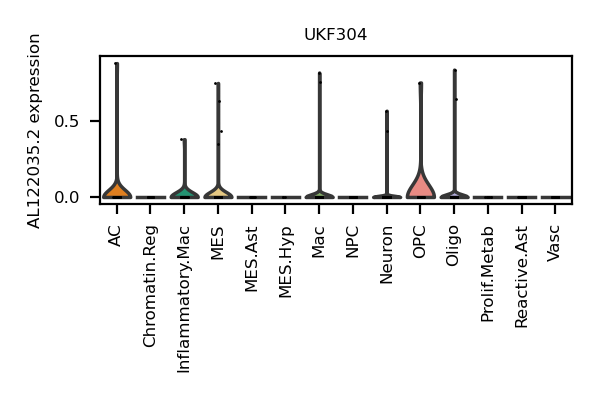 UKF304
AL122035.2 expression
0.5
0.0
AC
Chromatin.Reg
Inflammatory.Mac
MES
MES.Ast
MES.Hyp
Mac
NPC
Neuron
OPC
Oligo
Prolif.Metab
Reactive.Ast
Vasc